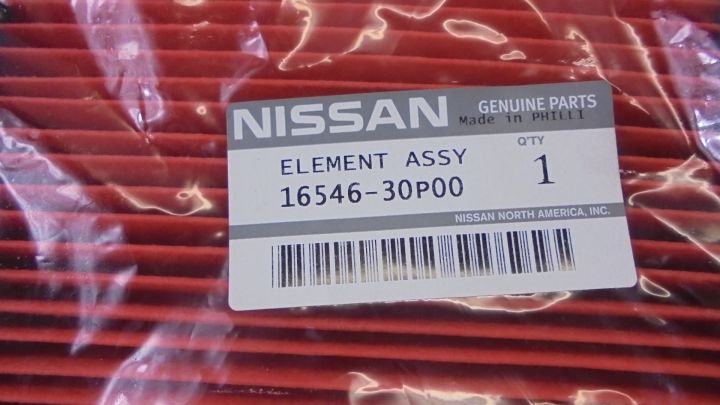 NISSAN
GENUINE PARTS
Made in PHILLI
ELEMENT ASSY
Q'TY
16546-30P00
1
NISSAN NORTH AMERICA, INC.